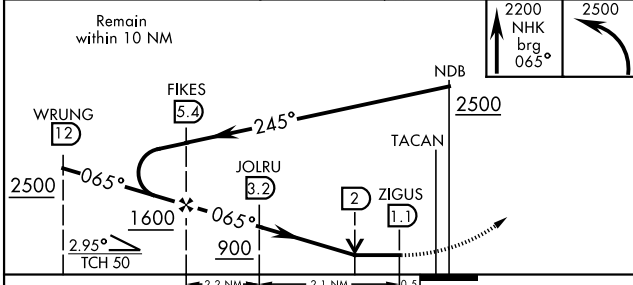 Remain
within 10 NM
2200
NHK
brg
065°
2500
NDB
2500
FIKES
5.4
245°
WRUNG
12
TACAN
JOLRU
3.2
2
ZIGUS
1.1
065°
2500
1600
065°
900
2.95°
TCH 50
2.2 NM
2.1 NM
0.5